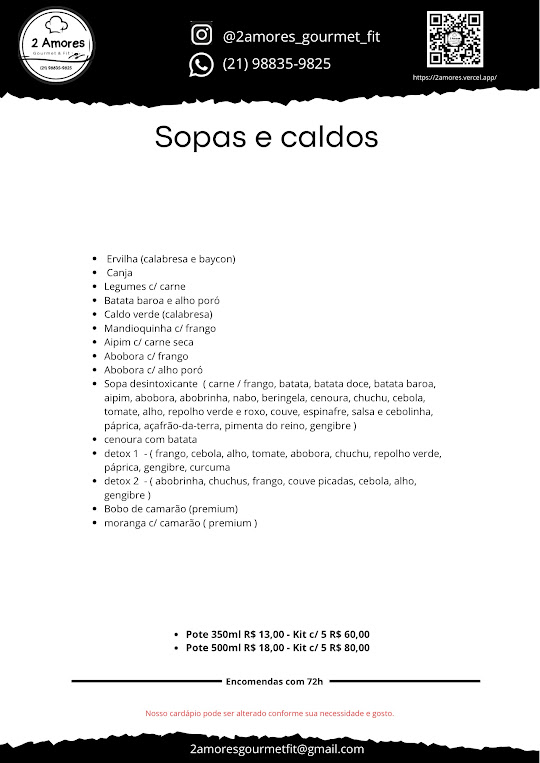 2 Amores
gourmet & fit
(21) 98835-9825
@2amores_gourmet_fit
(21) 98835-9825
https://2amores.vercel.app/
Sopas e caldos
Ervilha (calabresa e baycon)
Canja
Legumes c/ carne
Batata baroa e alho poró
Caldo verde (calabresa)
Mandioquinha c/ frango
Aipim c/ carne seca
Abobora c/ frango
Abobora c/ alho poró
Sopa desintoxicante ( carne / frango, batata, batata doce, batata baroa,
aipim, abobora, abobrinha, nabo, beringela, cenoura, chuchu, cebola,
tomate, alho, repolho verde e roxo, couve, espinafre, salsa e cebolinha,
páprica, açafrão-da-terra, pimenta do reino, gengibre )
cenoura com batata
detox 1 - ( frango, cebola, alho, tomate, abobora, chuchu, repolho verde,
páprica, gengibre, curcuma
detox 2 - ( abobrinha, chuchus, frango, couve picadas, cebola, alho,
gengibre )
Bobo de camarão (premium)
moranga c/ camarão ( premium )
Pote 350ml R$ 13,00 - Kit c/ 5 R$ 60,00
Pote 500ml R$ 18,00 - Kit c/ 5 R$ 80,00
Encomendas com 72h
Nosso cardápio pode ser alterado conforme sua necessidade e gosto.
2amoresgourmetfit@gmail.com